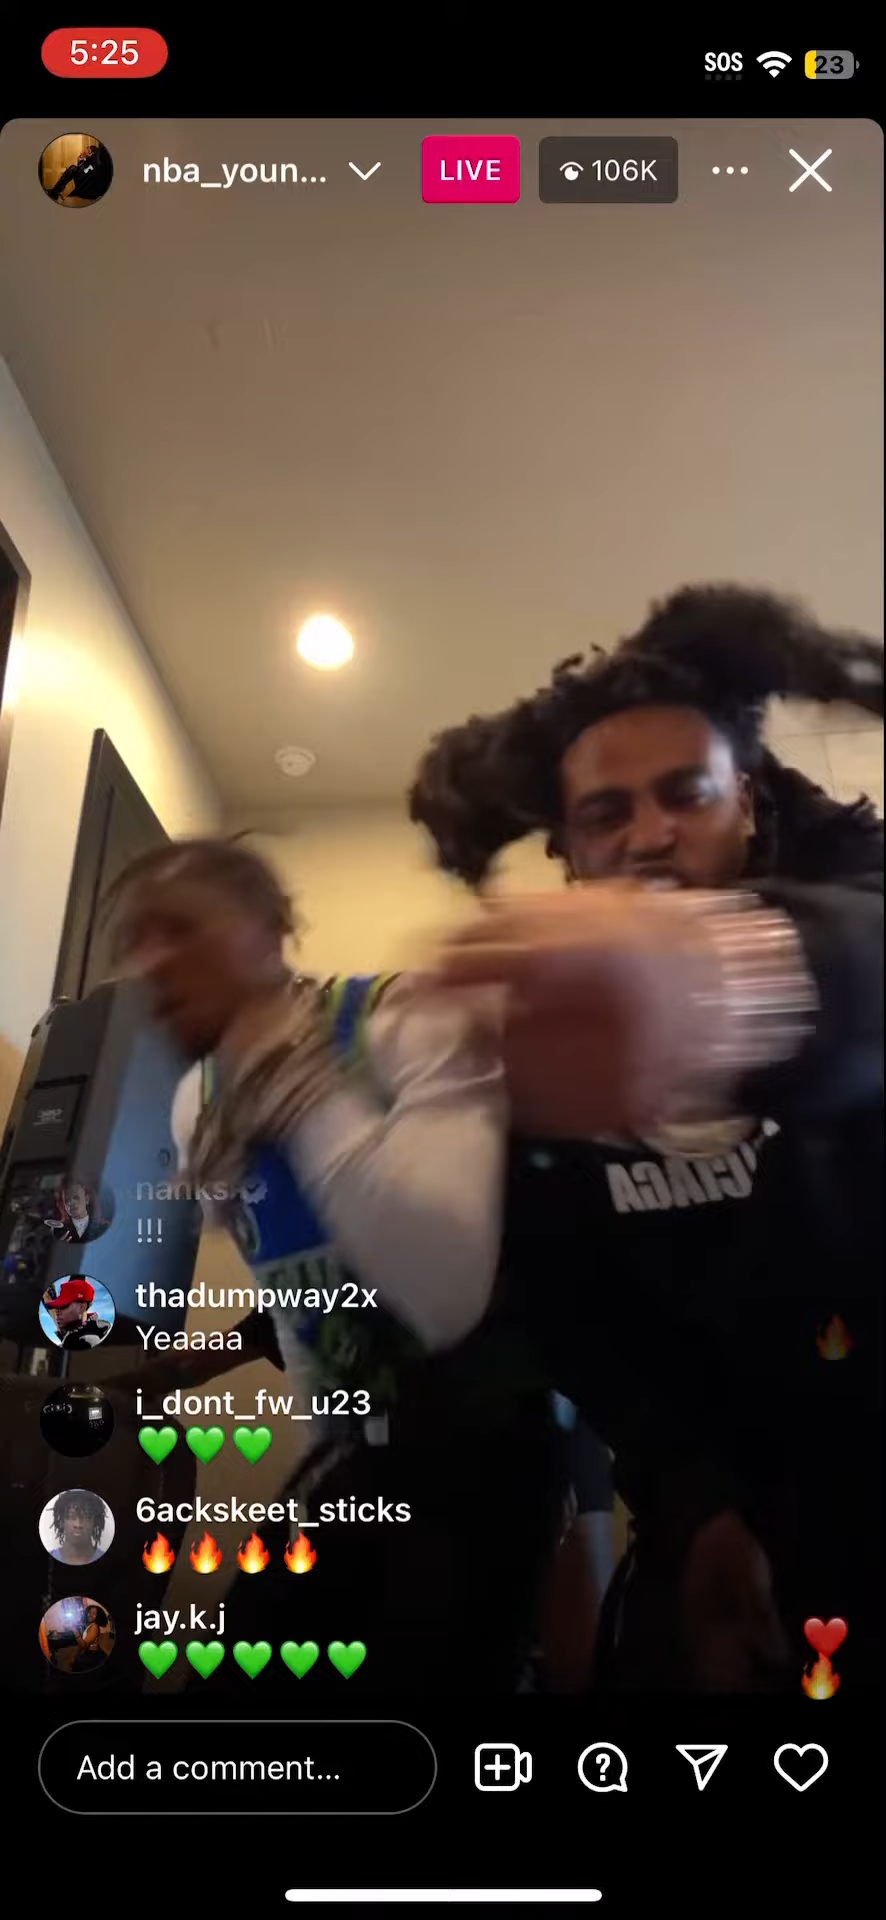 5:25
SOS
23
nba_youn...
LIVE
106K
nanks
!!!
thadumpway2x
Yeaaaa
i_dont_fw_u23
💚💚💚
6ackskeet_sticks
🔥🔥🔥🔥
jay.k.j
💚💚💚💚💚
Add a comment...